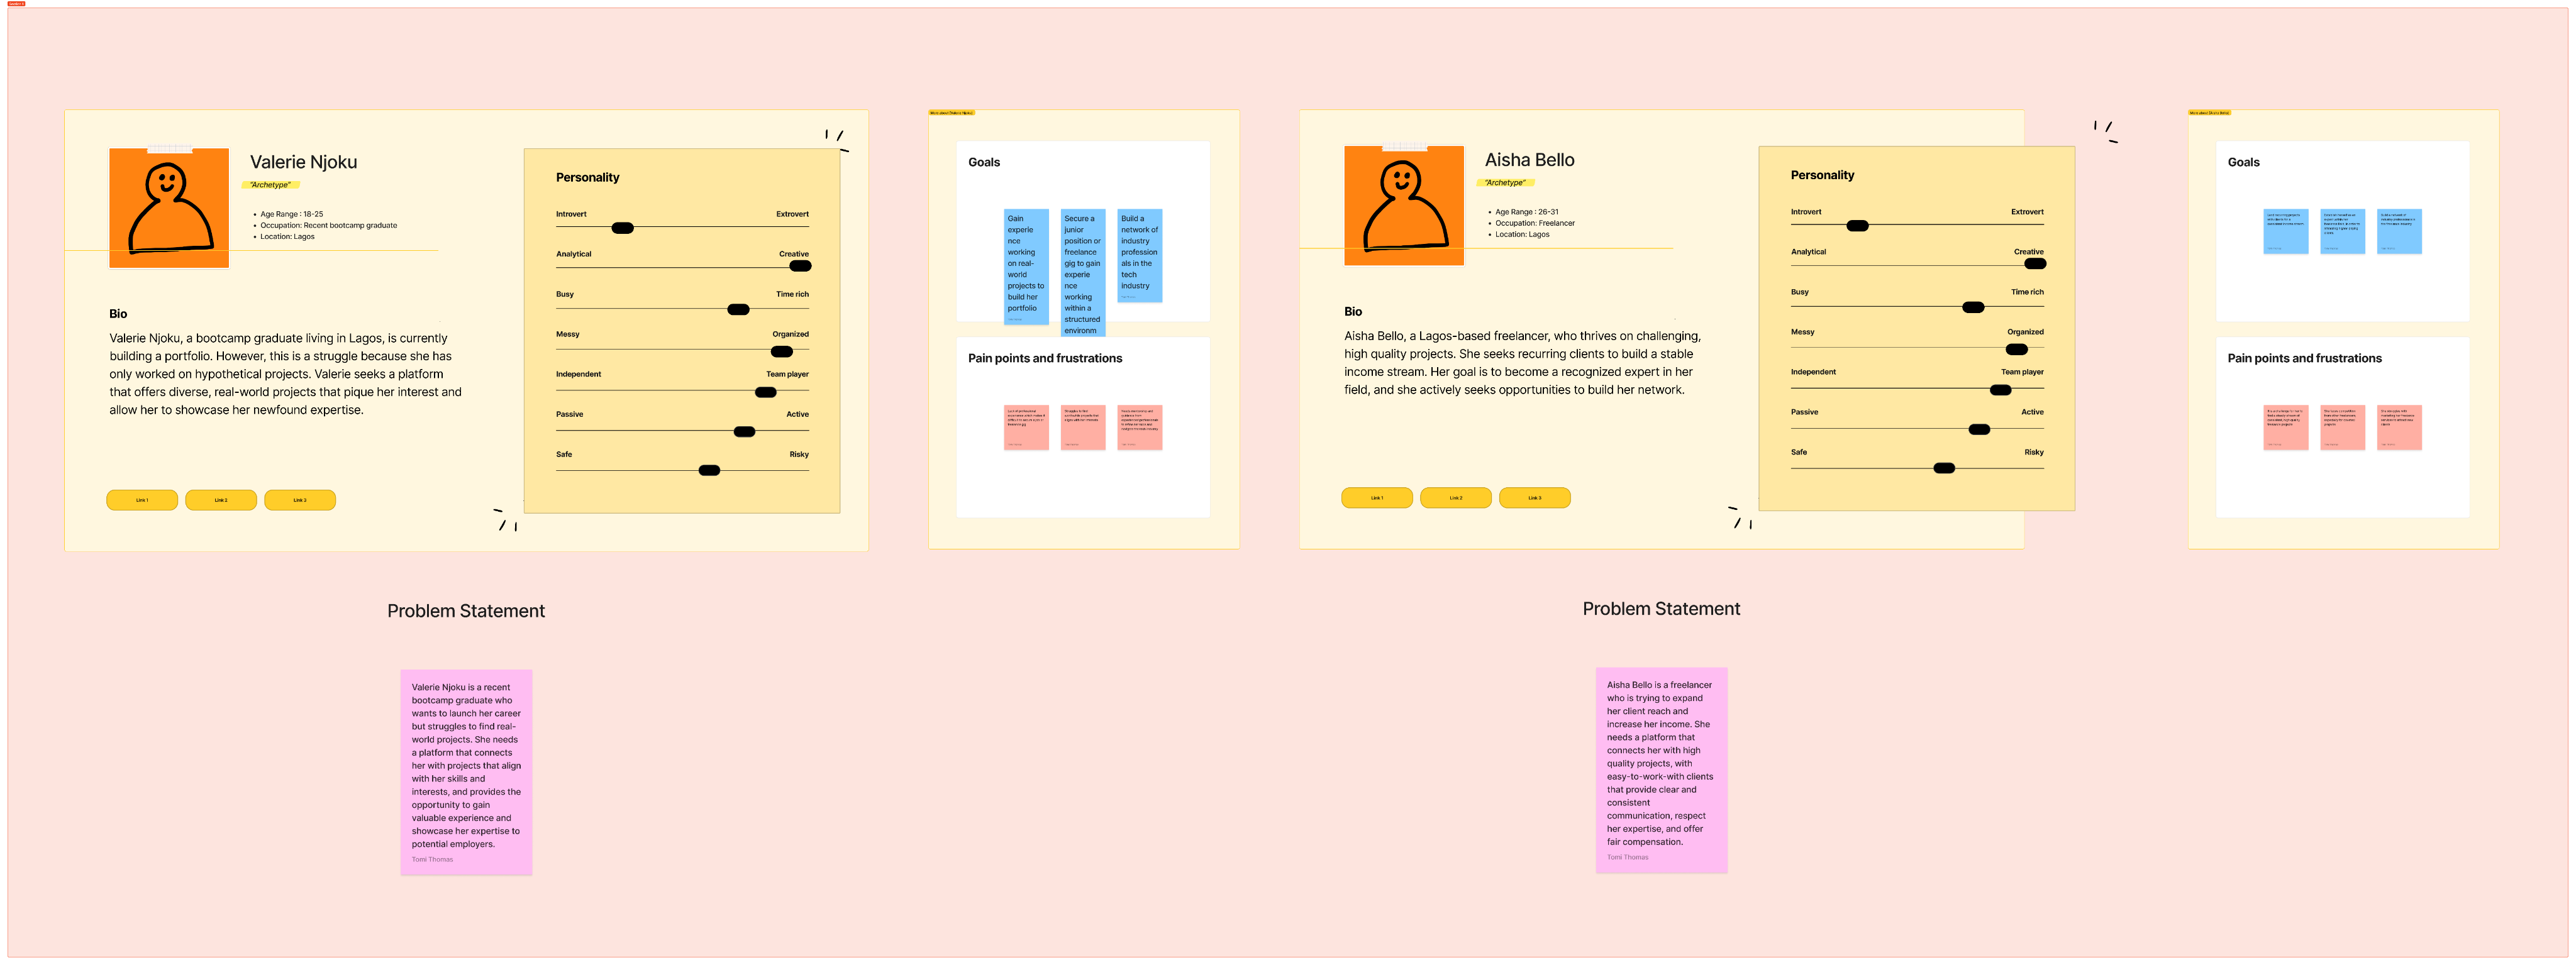 Valerie Njoku
"Archetype"
Age Range : 18-25
Occupation: Recent bootcamp graduate
Location: Lagos
Bio
Valerie Njoku, a bootcamp graduate living in Lagos, is currently
building a portfolio. However, this is a struggle because she has
only worked on hypothetical projects. Valerie seeks a platform
that offers diverse, real-world projects that pique her interest and
allow her to showcase her newfound expertise.
Link 1
Link 2
Link 3
Personality
Introvert Extrovert
Analytical Creative
Busy Time rich
Messy Organized
Independent Team player
Passive Active
Safe Risky
Goals
Gain
experie
nce
working
on real-
world
projects to
build her
portfolio
Secure a
junior
position or
freelance
gig to gain
experie
nce
working
within a
structured
environm
Build a
network of
industry
profession
als in the
tech
industry
Pain points and frustrations
Aisha Bello
"Archetype"
Age Range : 26-31
Occupation: Freelancer
Location: Lagos
Bio
Aisha Bello, a Lagos-based freelancer, who thrives on challenging,
high quality projects. She seeks recurring clients to build a stable
income stream. Her goal is to become a recognized expert in her
field, and she actively seeks opportunities to build her network.
Link 1
Link 2
Link 3
Personality
Introvert Extrovert
Analytical Creative
Busy Time rich
Messy Organized
Independent Team player
Passive Active
Safe Risky
Goals
Pain points and frustrations
Problem Statement
Valerie Njoku is a recent
bootcamp graduate who
wants to launch her career
but struggles to find real-
world projects. She needs
a platform that connects
her with projects that align
with her skills and
interests, and provides the
opportunity to gain
valuable experience and
showcase her expertise to
potential employers.
Tomi Thomas
Problem Statement
Aisha Bello is a freelancer
who is trying to expand
her client reach and
increase her income. She
needs a platform that
connects her with high
quality projects, with
easy-to-work-with clients
that provide clear and
consistent
communication, respect
her expertise, and offer
fair compensation.
Tomi Thomas